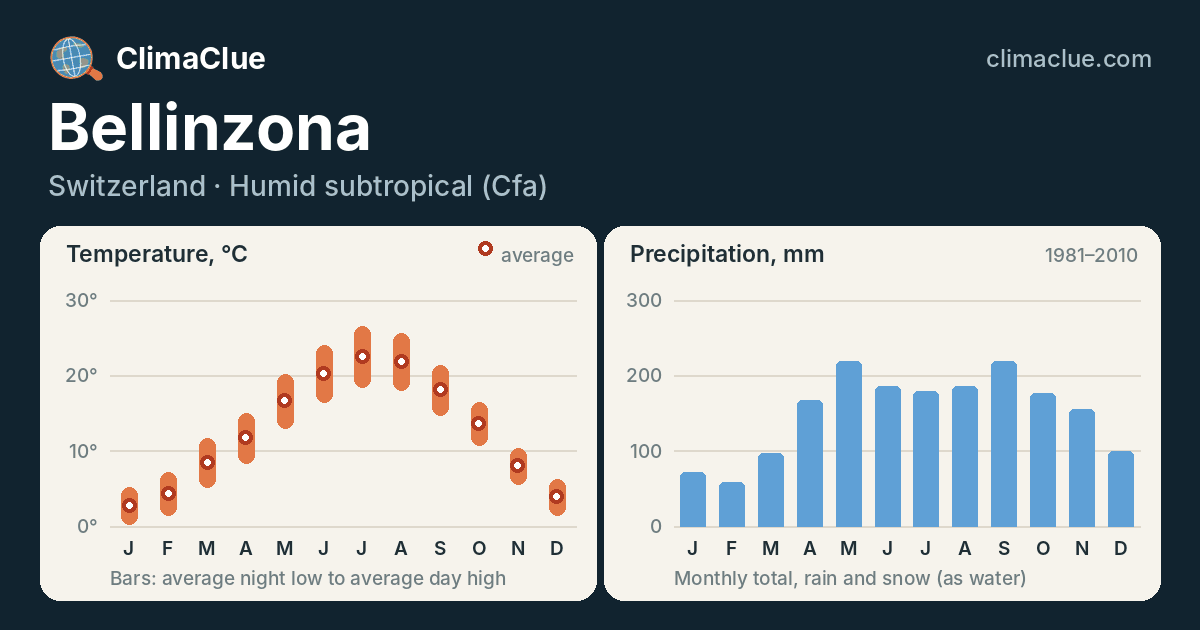 ClimaClue
climaclue.com
Bellinzona
Switzerland · Humid subtropical (Cfa)
Temperature, °C
average
30°
20°
10°
0°
J F M A M J J A S O N D
Bars: average night low to average day high
Precipitation, mm
1981–2010
300
200
100
0
J F M A M J J A S O N D
Monthly total, rain and snow (as water)